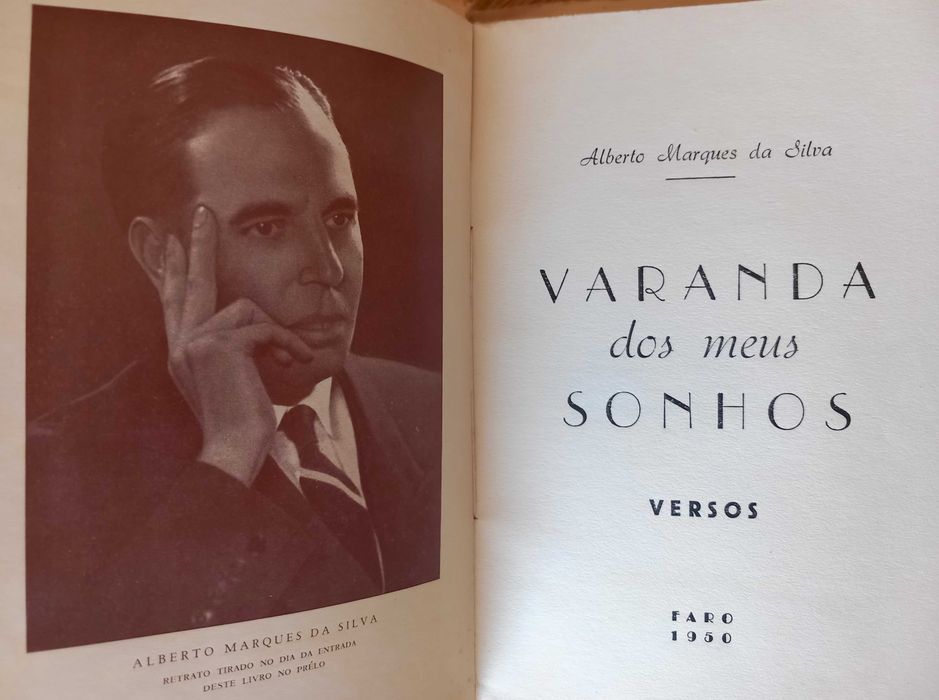 ALBERTO MARQUES DA SILVA
RETRATO TIRADO NO DIA DA ENTRADA
DESTE LIVRO NO PRÉLO
Alberto Marques da Silva
VARANDA
dos meus
SONHOS
VERSOS
FARO
1950